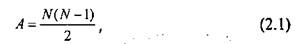 A = N(N−1)/2, (2.1)